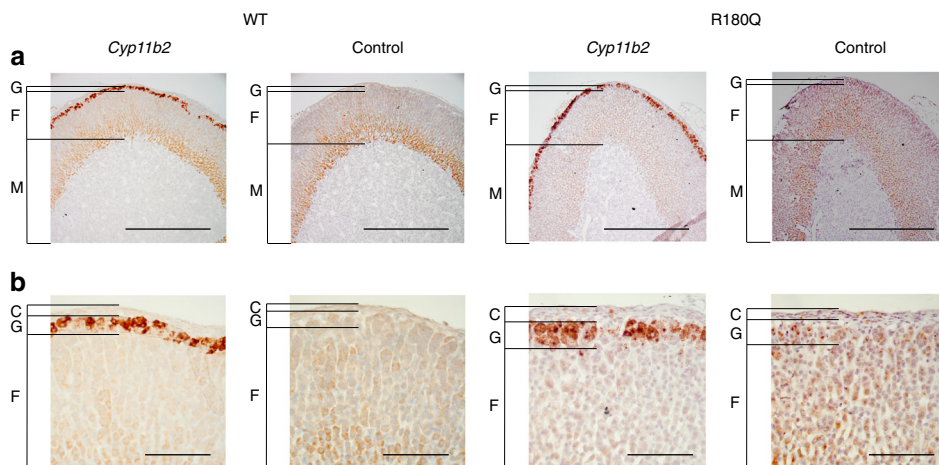 WT R180Q
Cyp11b2 Control Cyp11b2 Control
a
G G G G
F F F F
M M M M
b
C C C C
G G G G
F F F F